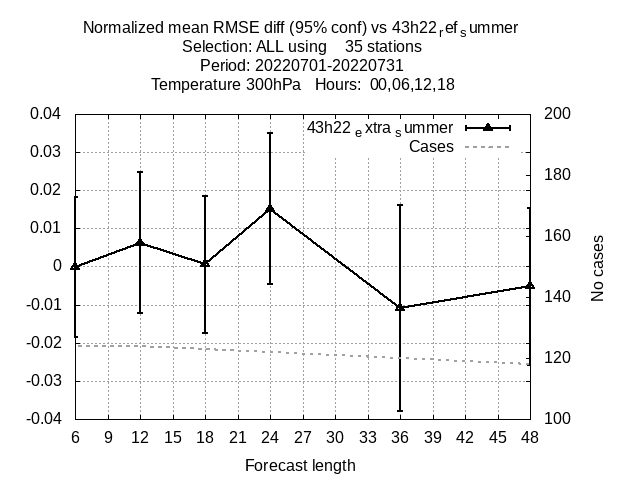 Normalized mean RMSE diff (95% conf) vs 43h22refsummer
Selection: ALL using 35 stations
Period: 20220701-20220731
Temperature 300hPa Hours: 00,06,12,18
43h22extrasummer
Cases
0.04
0.03
0.02
0.01
0
-0.01
-0.02
-0.03
-0.04
200
180
160
140
120
100
No cases
6 9 12 15 18 21 24 27 30 33 36 39 42 45 48
Forecast length